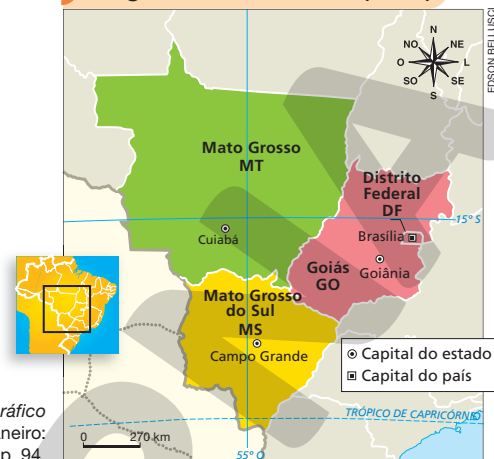 EDSON BELLUSCI
N
NO
NE
O
L
SO
SE
S
Mato Grosso
MT
Distrito
Federal
DF
15° S
Brasília
Cuiabá
Goiás
GO
Goiânia
Mato Grosso
do Sul
MS
Campo Grande
Capital do estado
Capital do país
TRÓPICO DE CAPRICÓRNIO
ráfico
neiro:
p. 94.
0 270 km
55° O